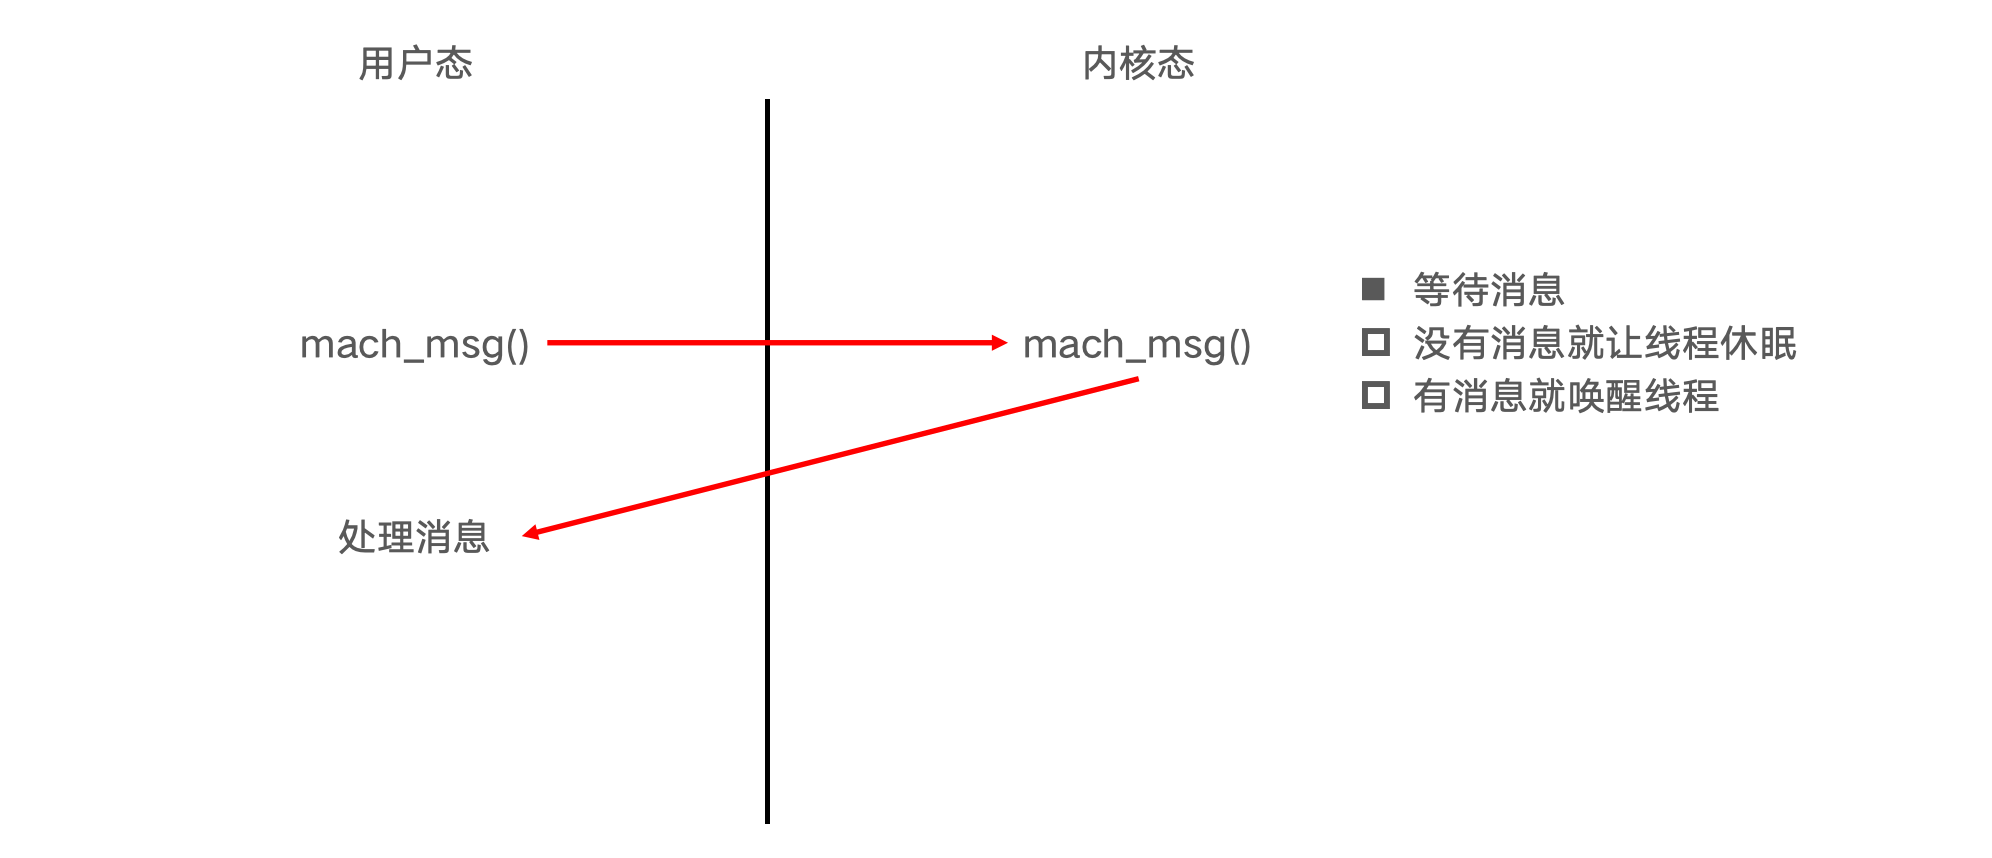 用户态
内核态
mach_msg()
mach_msg()
等待消息
没有消息就让线程休眠
有消息就唤醒线程
处理消息